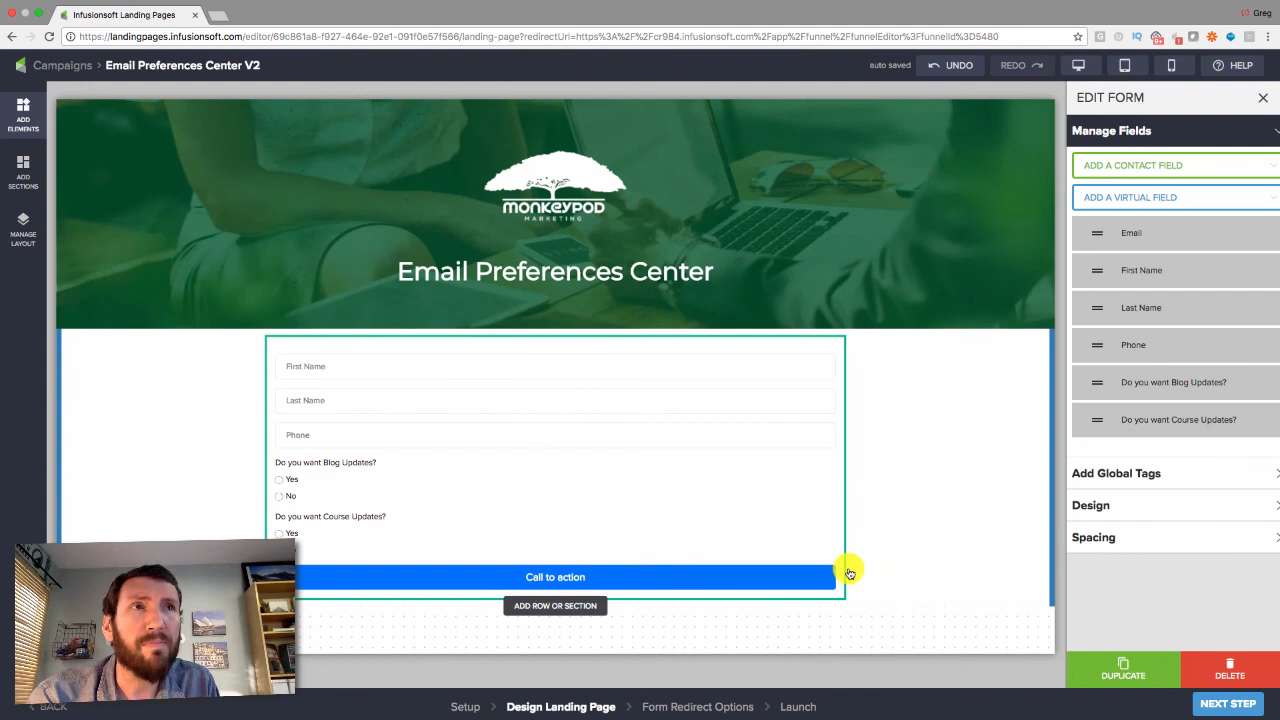 Infusionsoft Landing Pages
Greg
https://landingpages.infusionsoft.com/editor/69c861a8-f927-464e-92e1-091f0e57f566/landing-page?redirectUrl=https%3A%2F%2Fcr984.infusionsoft.com%2Fapp%2Ffunnel%2FfunnelEditor%3FfunnelId%3D5480
Campaigns > Email Preferences Center V2
auto saved
UNDO
REDO
HELP
ADD
ELEMENTS
ADD
SECTIONS
MANAGE
LAYOUT
MONKEYPOD
MARKETING
Email Preferences Center
First Name
Last Name
Phone
Do you want Blog Updates?
Yes
No
Do you want Course Updates?
Yes
Call to action
ADD ROW OR SECTION
EDIT FORM
Manage Fields
ADD A CONTACT FIELD
ADD A VIRTUAL FIELD
Email
First Name
Last Name
Phone
Do you want Blog Updates?
Do you want Course Updates?
Add Global Tags
Design
Spacing
DUPLICATE
DELETE
BACK
Setup > Design Landing Page > Form Redirect Options > Launch
NEXT STEP